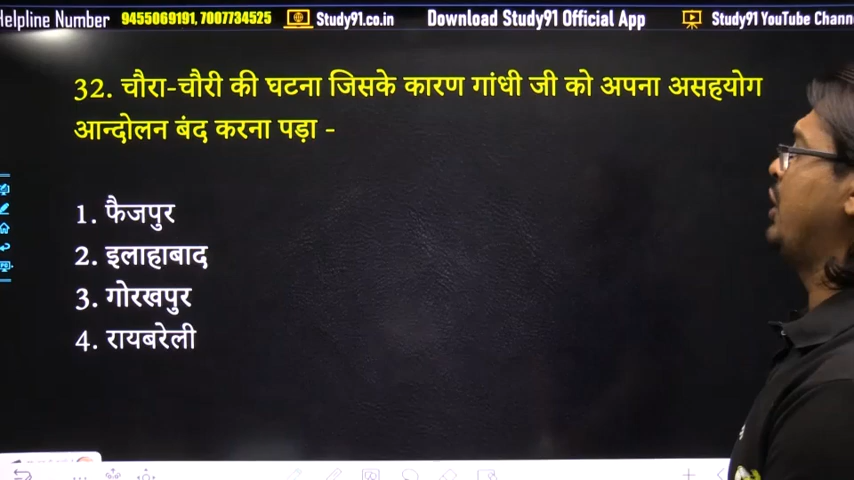 Helpline Number 9455069191, 7007734525 Study91.co.in Download Study91 Official App Study91 YouTube Chann
32. चौरा-चौरी की घटना जिसके कारण गांधी जी को अपना असहयोग
आन्दोलन बंद करना पड़ा -
1. फैजपुर
2. इलाहाबाद
3. गोरखपुर
4. रायबरेली